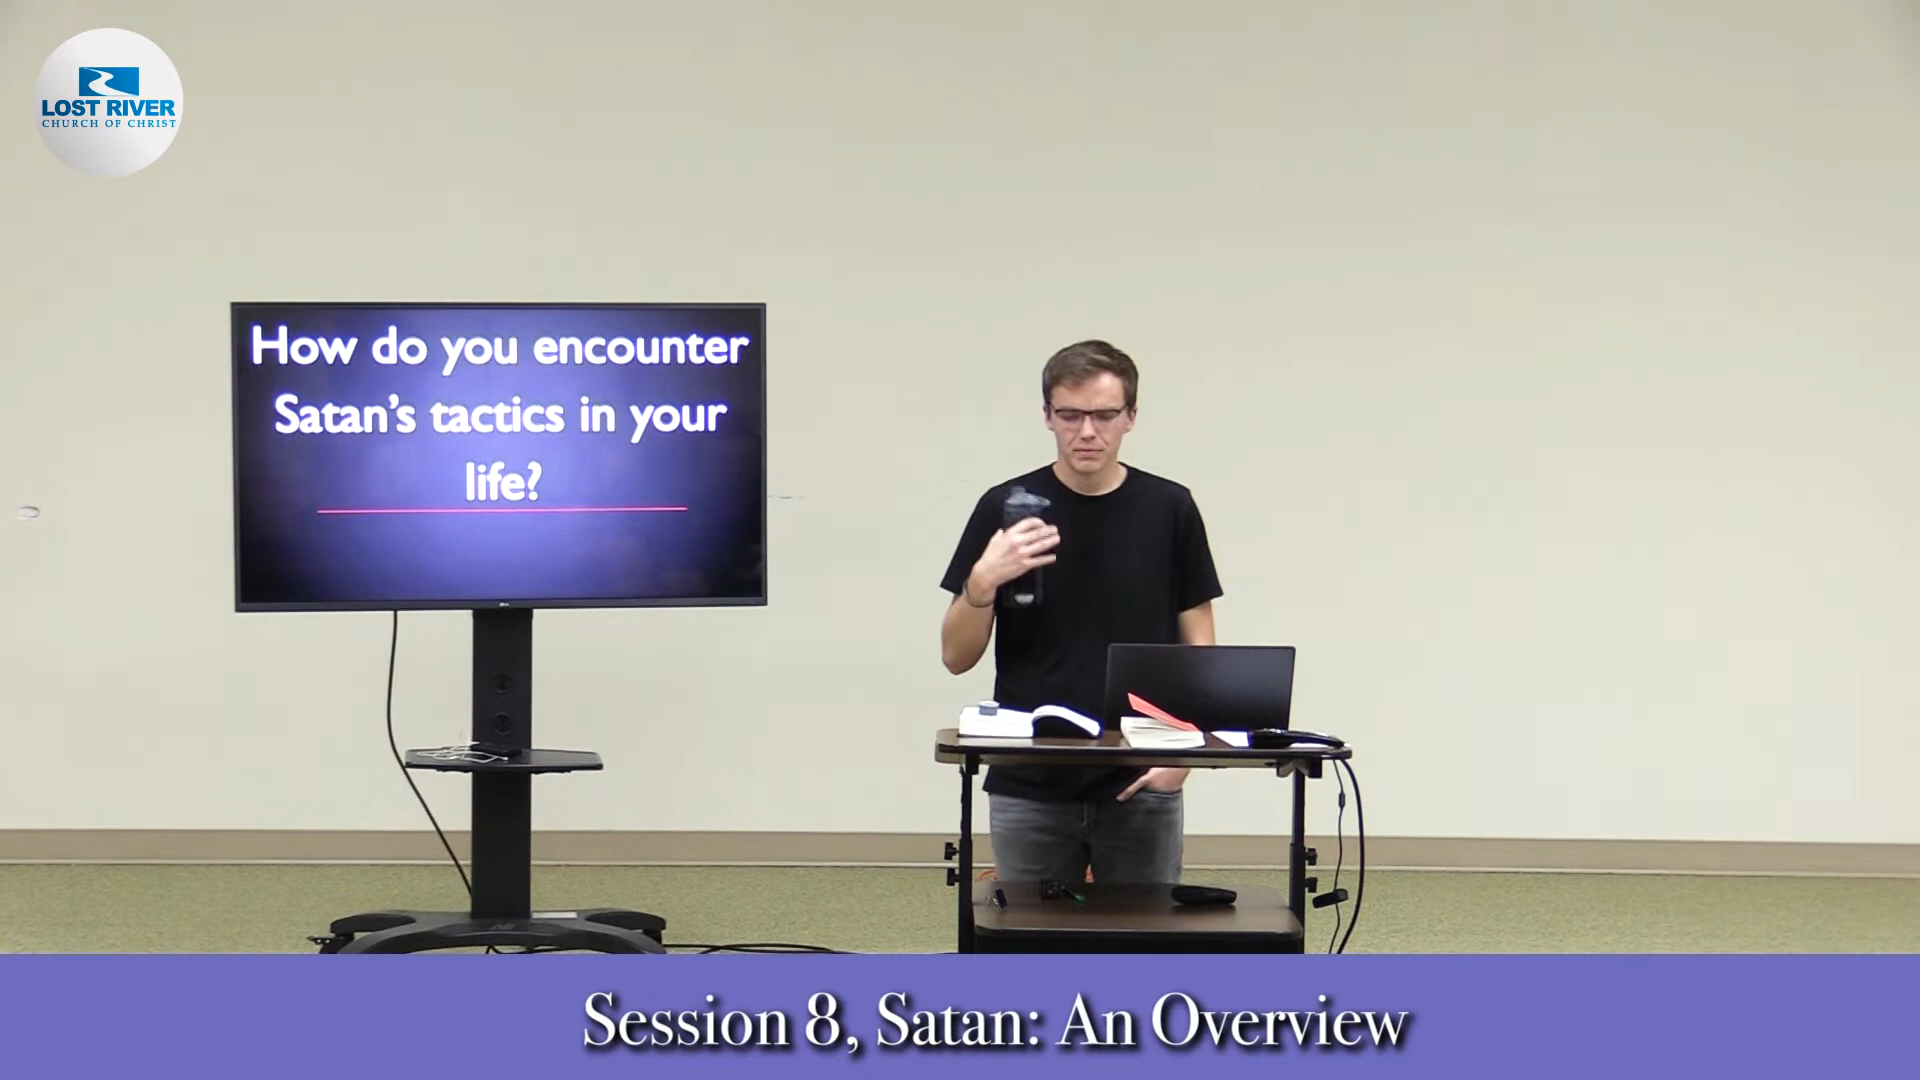 LOST RIVER
CHURCH OF CHRIST
How do you encounter
Satan's tactics in your
life?
Session 8, Satan: An Overview